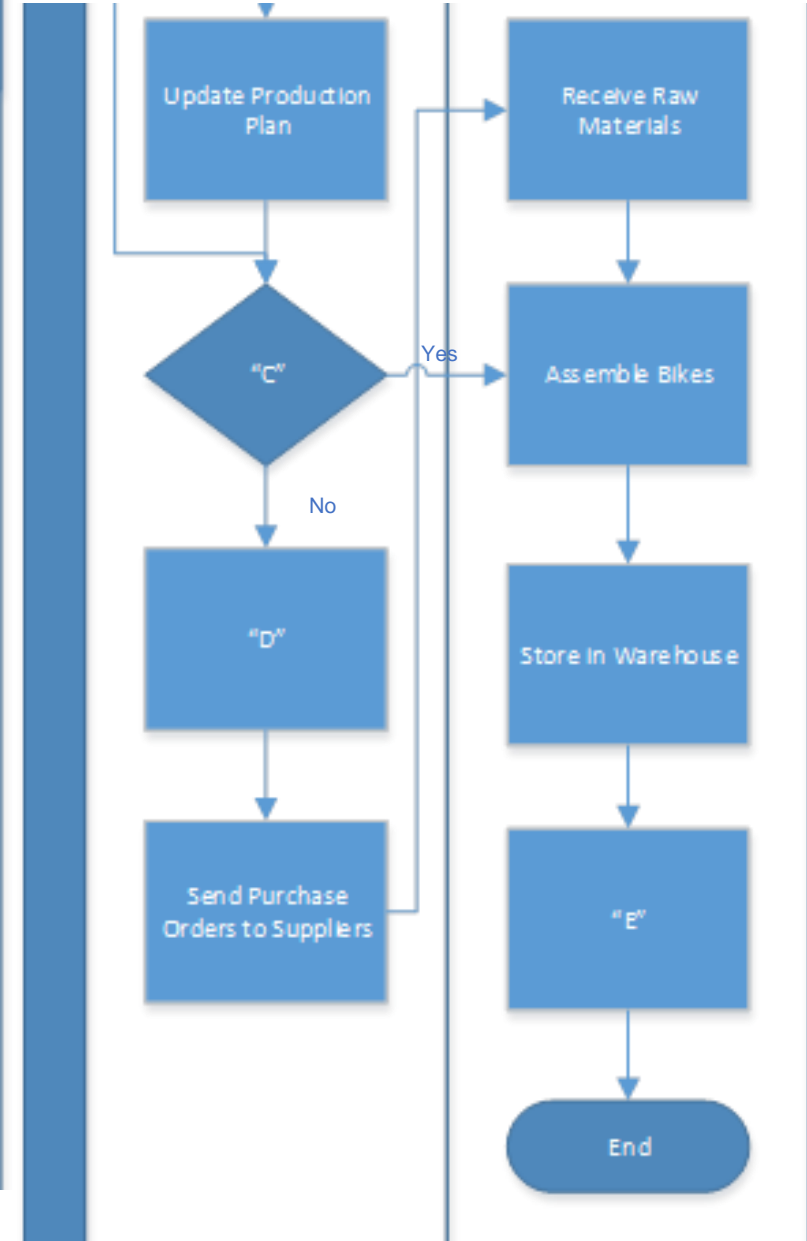 Update Production
Plan
Receive Raw
Materials
"C"
Yes
Assemble Bikes
No
"D"
Store in Warehouse
Send Purchase
Orders to Suppliers
"E"
End